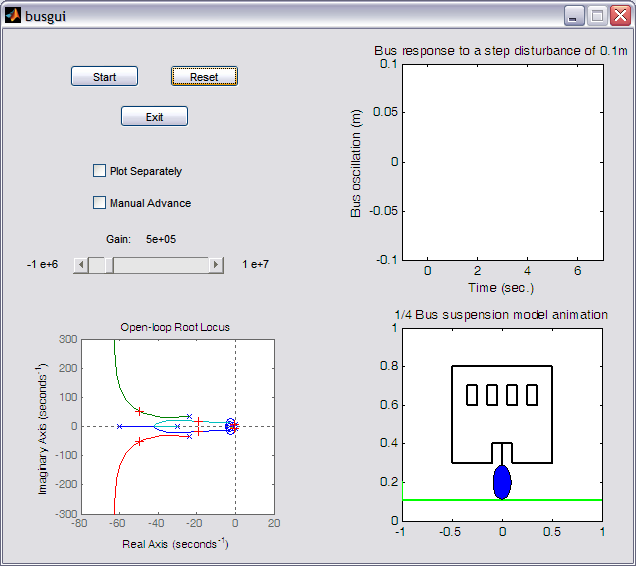 busgui
Start
Reset
Exit
Plot Separately
Manual Advance
Gain: 5e+05
-1 e+6
1 e+7
Bus response to a step disturbance of 0.1m
Bus oscillation (m)
0.1
0.05
0
-0.05
-0.1
0 2 4 6
Time (sec.)
Open-loop Root Locus
Imaginary Axis (seconds⁻¹)
300
200
100
0
-100
-200
-300
-80 -60 -40 -20 0 20
Real Axis (seconds⁻¹)
1/4 Bus suspension model animation
1
0.8
0.6
0.4
0.2
0
-1 -0.5 0 0.5 1